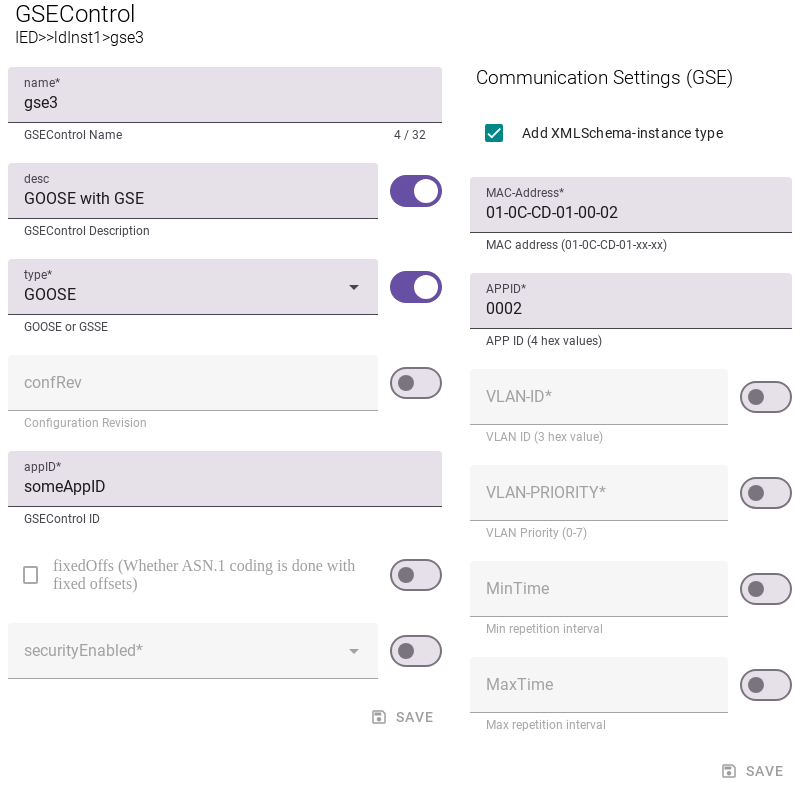 GSEControl
IED>>ldInst1>gse3
name*
gse3
GSEControl Name
4 / 32
desc
GOOSE with GSE
GSEControl Description
type*
GOOSE
GOOSE or GSSE
confRev
Configuration Revision
appID*
someAppID
GSEControl ID
fixedOffs (Whether ASN.1 coding is done with
fixed offsets)
securityEnabled*
SAVE
Communication Settings (GSE)
Add XMLSchema-instance type
MAC-Address*
01-0C-CD-01-00-02
MAC address (01-0C-CD-01-xx-xx)
APPID*
0002
APP ID (4 hex values)
VLAN-ID*
VLAN ID (3 hex value)
VLAN-PRIORITY*
VLAN Priority (0-7)
MinTime
Min repetition interval
MaxTime
Max repetition interval
SAVE